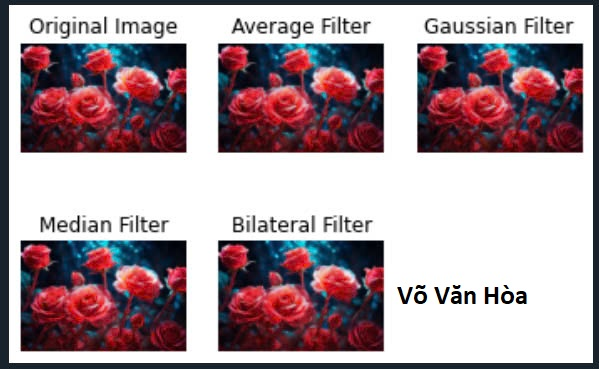 Original Image
Average Filter
Gaussian Filter
Median Filter
Bilateral Filter
Võ Văn Hòa